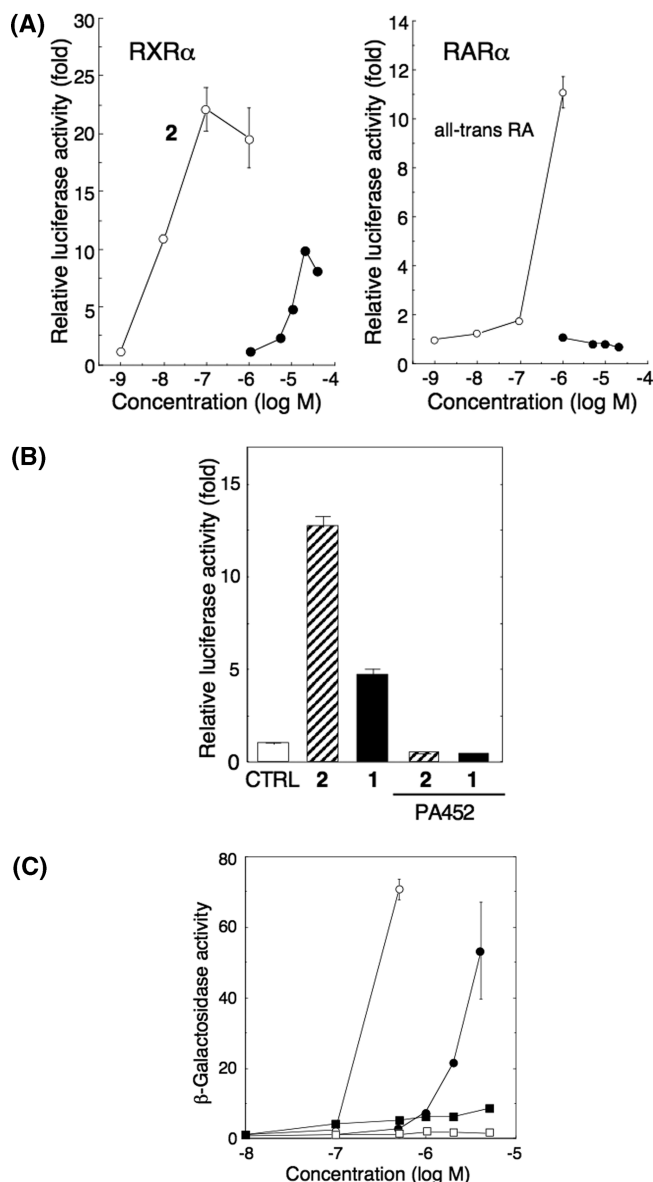 (A)
RXRα
2
Relative luciferase activity (fold)
30
25
20
15
10
5
0
-9 -8 -7 -6 -5 -4
Concentration (log M)
RARα
all-trans RA
Relative luciferase activity (fold)
14
12
10
8
6
4
2
0
-9 -8 -7 -6 -5 -4
Concentration (log M)
(B)
Relative luciferase activity (fold)
15
10
5
0
CTRL 2 1 2 1
PA452
(C)
β-Galactosidase activity
80
60
40
20
0
-8 -7 -6 -5
Concentration (log M)